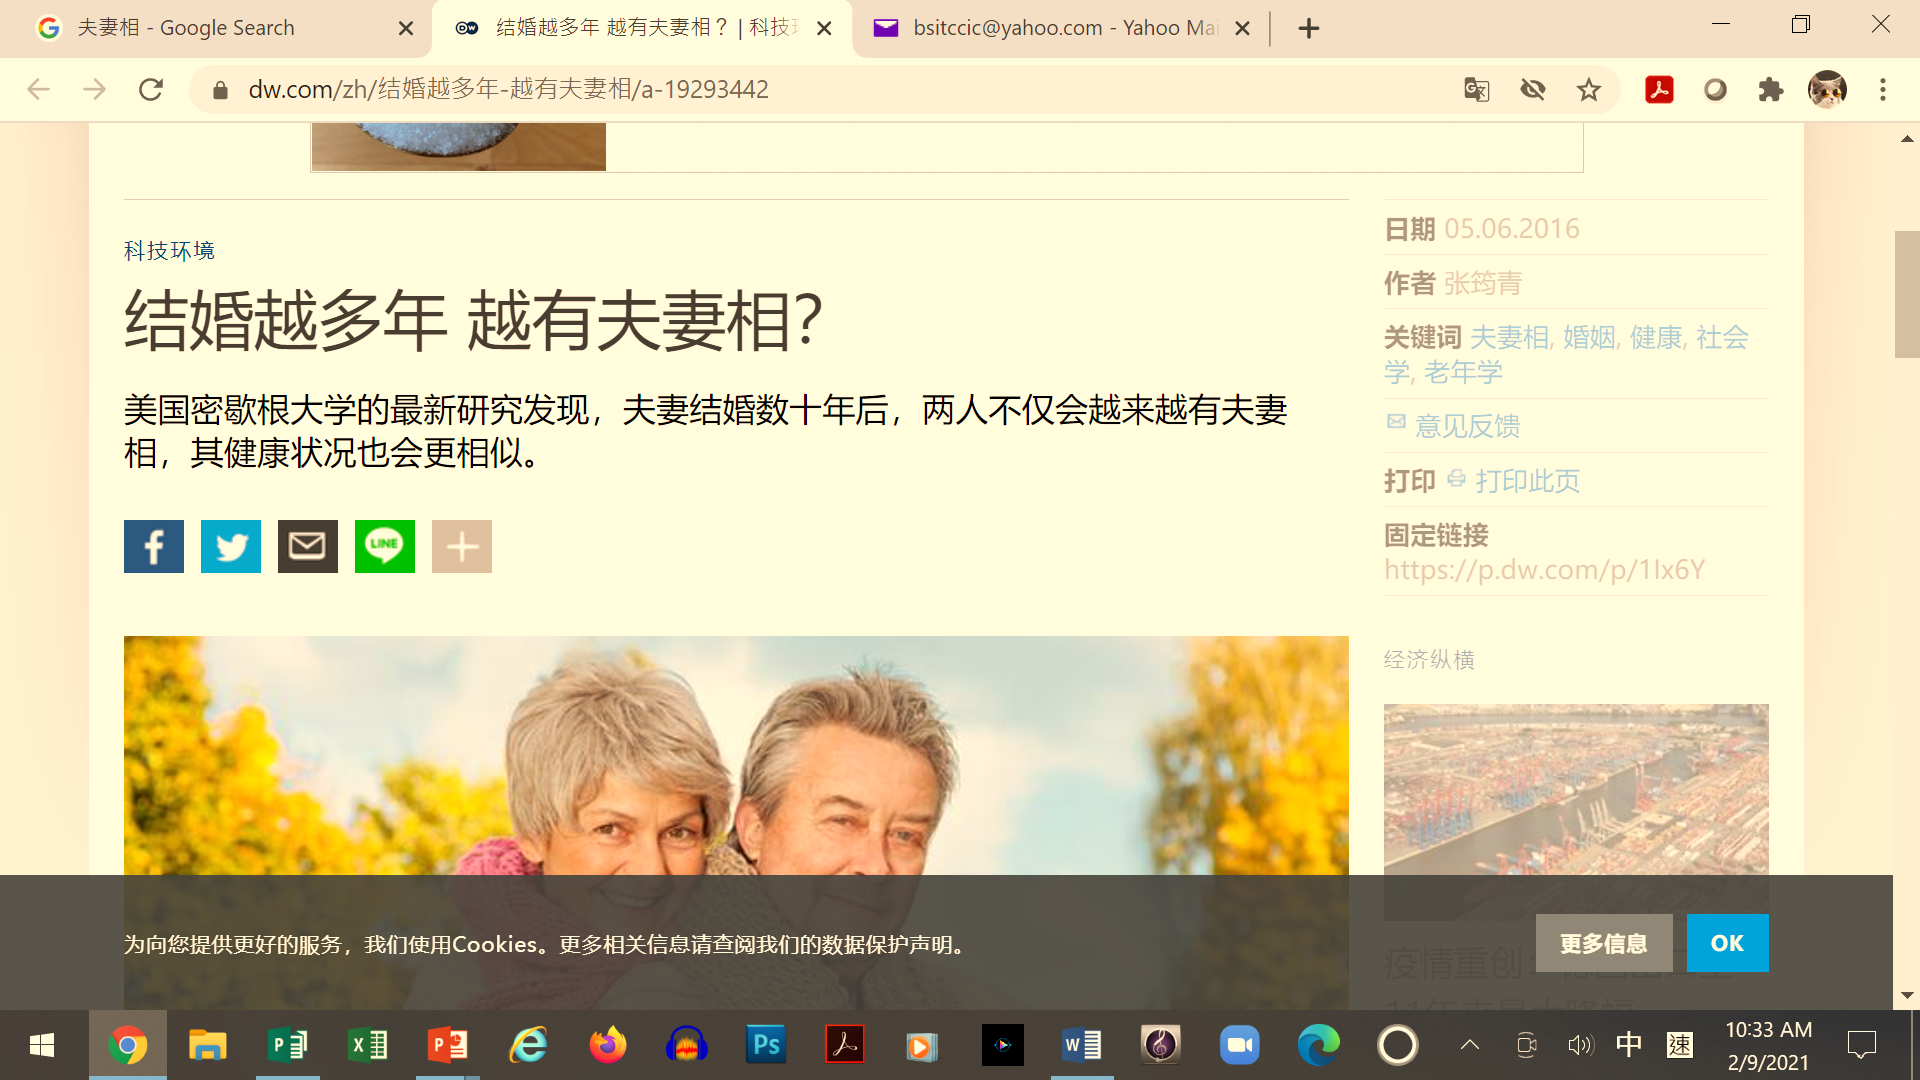 夫妻相 - Google Search
结婚越多年 越有夫妻相？ | 科技
bsitccic@yahoo.com - Yahoo Mai
dw.com/zh/结婚越多年-越有夫妻相/a-19293442
科技环境
结婚越多年 越有夫妻相？
美国密歇根大学的最新研究发现，夫妻结婚数十年后，两人不仅会越来越有夫妻
相，其健康状况也会更相似。
LINE
日期 05.06.2016
作者 张筠青
关键词 夫妻相, 婚姻, 健康, 社会
学, 老年学
意见反馈
打印 打印此页
固定链接
https://p.dw.com/p/1Ix6Y
经济纵横
疫情重创
为向您提供更好的服务，我们使用Cookies。更多相关信息请查阅我们的数据保护声明。
更多信息
OK
中
速
10:33 AM
2/9/2021